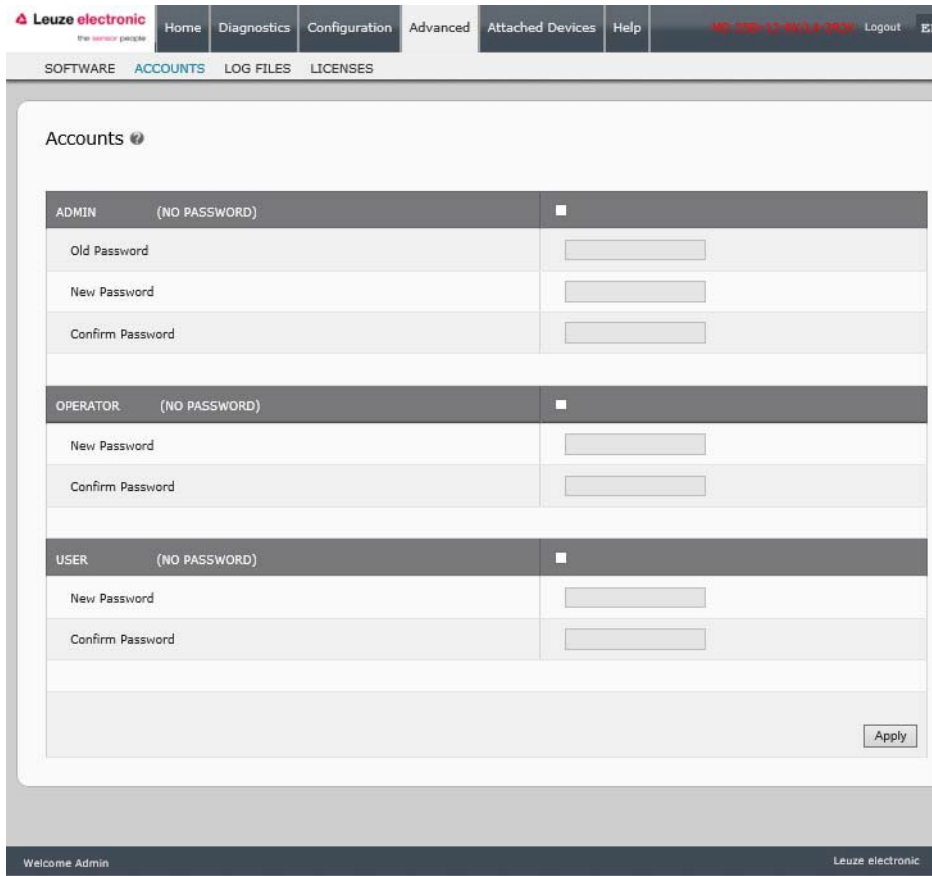 Leuze electronic
the sensor people
Home Diagnostics Configuration Advanced Attached Devices Help Logout
SOFTWARE ACCOUNTS LOG FILES LICENSES
Accounts
ADMIN (NO PASSWORD)
Old Password
New Password
Confirm Password
OPERATOR (NO PASSWORD)
New Password
Confirm Password
USER (NO PASSWORD)
New Password
Confirm Password
Apply
Welcome Admin Leuze electronic